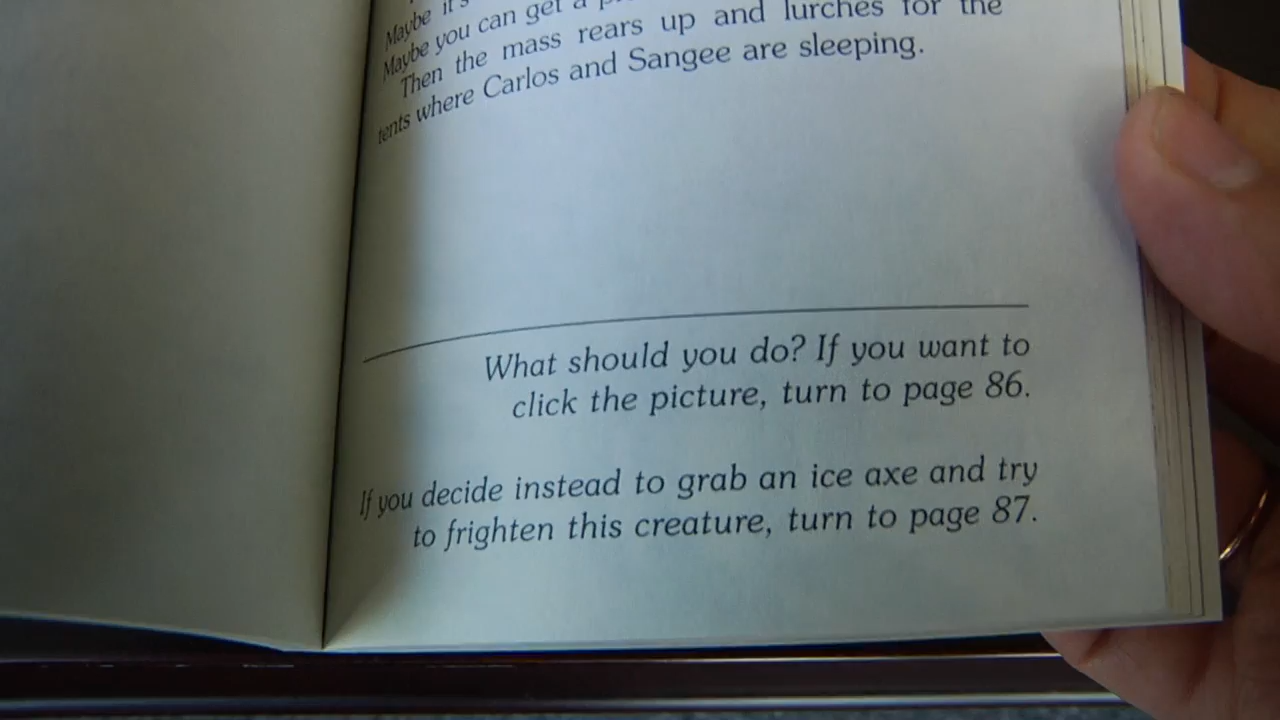 Maybe it's
Maybe you can get a
Then the mass rears up and lurches for the
tents where Carlos and Sangee are sleeping.
What should you do? If you want to
click the picture, turn to page 86.
If you decide instead to grab an ice axe and try
to frighten this creature, turn to page 87.